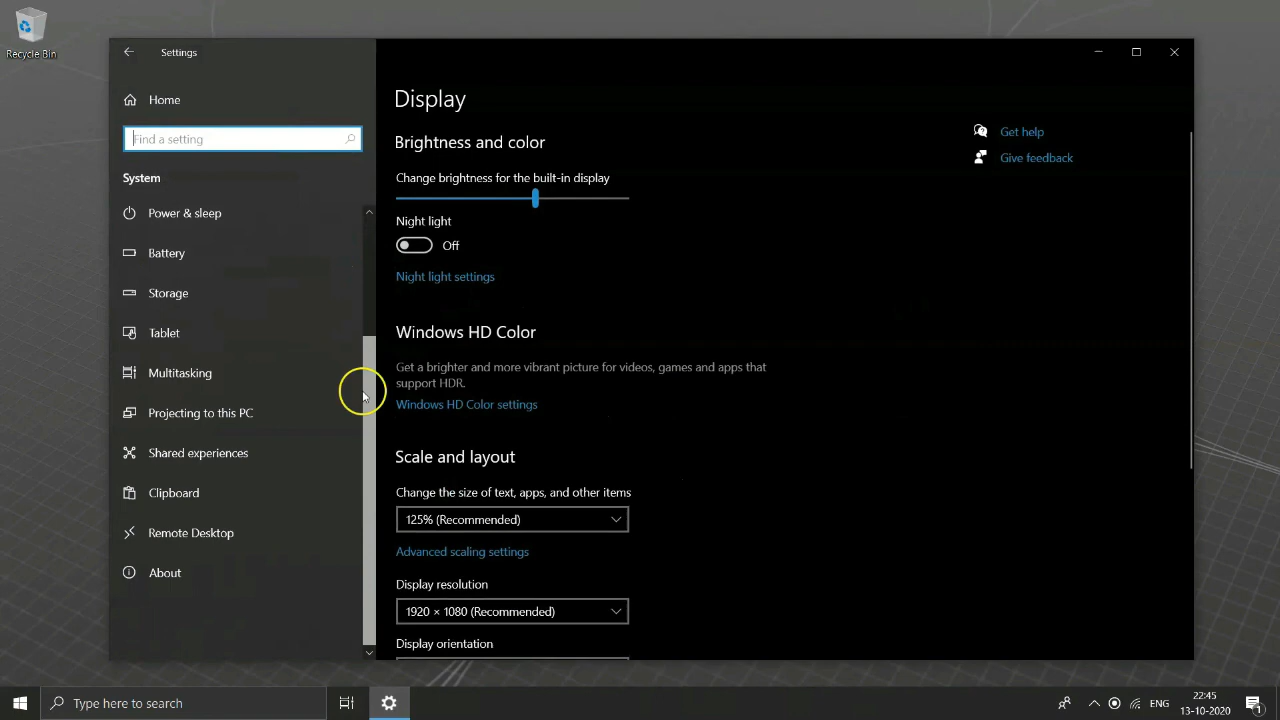 Recycle Bin
Settings
Home
Find a setting
System
Power & sleep
Battery
Storage
Tablet
Multitasking
Projecting to this PC
Shared experiences
Clipboard
Remote Desktop
About
Display
Brightness and color
Change brightness for the built-in display
Night light
Off
Night light settings
Windows HD Color
Get a brighter and more vibrant picture for videos, games and apps that
support HDR.
Windows HD Color settings
Scale and layout
Change the size of text, apps, and other items
125% (Recommended)
Advanced scaling settings
Display resolution
1920 × 1080 (Recommended)
Display orientation
Get help
Give feedback
Type here to search
ENG
22:45
13-10-2020
1